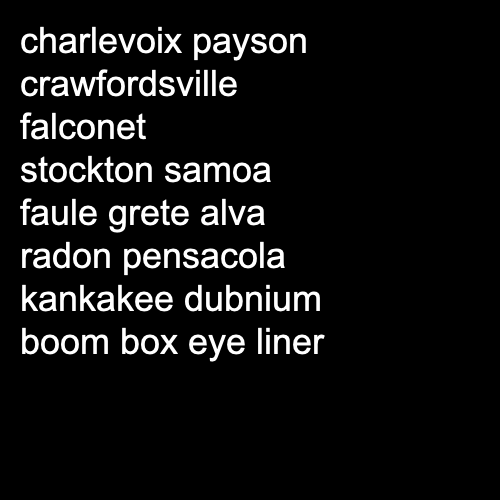 charlevoix payson
crawfordsville
falconet
stockton samoa
faule grete alva
radon pensacola
kankakee dubnium
boom box eye liner